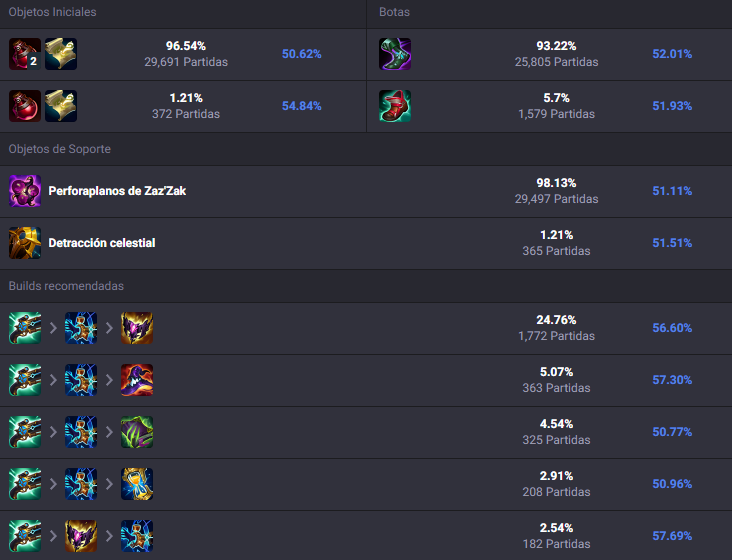 Objetos Iniciales
Botas
2
96.54%
29,691 Partidas
50.62%
93.22%
25,805 Partidas
52.01%
1.21%
372 Partidas
54.84%
5.7%
1,579 Partidas
51.93%
Objetos de Soporte
Perforaplanos de Zaz'Zak
98.13%
29,497 Partidas
51.11%
Detracción celestial
1.21%
365 Partidas
51.51%
Builds recomendadas
24.76%
1,772 Partidas
56.60%
5.07%
363 Partidas
57.30%
4.54%
325 Partidas
50.77%
2.91%
208 Partidas
50.96%
2.54%
182 Partidas
57.69%